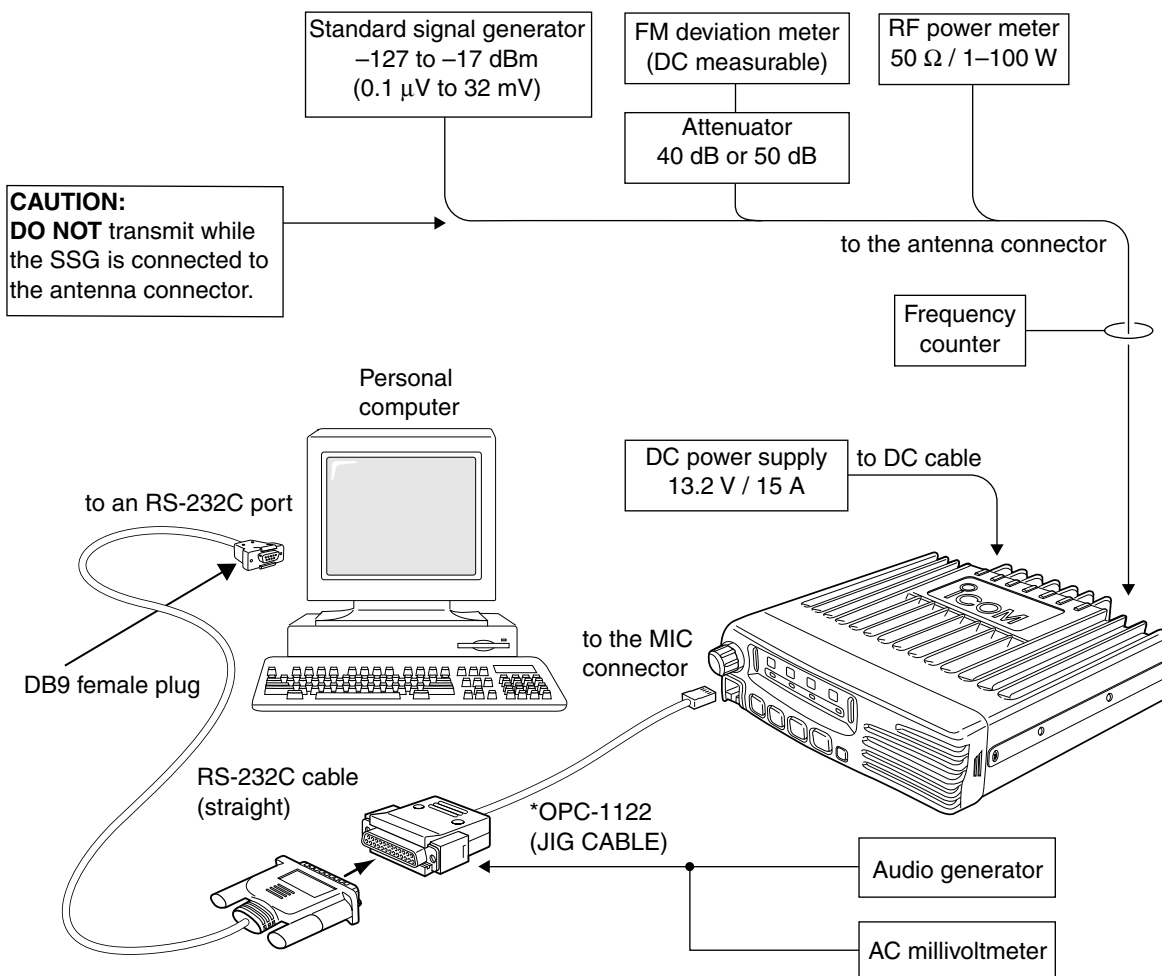 Standard signal generator
–127 to –17 dBm
(0.1 μV to 32 mV)
FM deviation meter
(DC measurable)
RF power meter
50 Ω / 1–100 W
Attenuator
40 dB or 50 dB
CAUTION:
DO NOT transmit while
the SSG is connected to
the antenna connector.
to the antenna connector
Frequency
counter
Personal
computer
DC power supply
13.2 V / 15 A
to DC cable
to an RS-232C port
ICOM
to the MIC
connector
DB9 female plug
RS-232C cable
(straight)
*OPC-1122
(JIG CABLE)
Audio generator
AC millivoltmeter